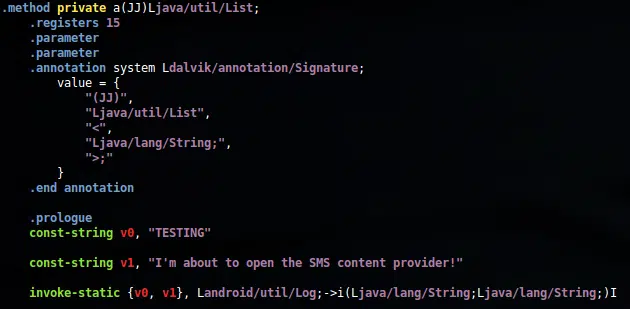 .method private a(JJ)Ljava/util/List;
.registers 15
.parameter
.parameter
.annotation system Ldalvik/annotation/Signature;
value = {
"(JJ)",
"Ljava/util/List",
"<",
"Ljava/lang/String;",
">;"
}
.end annotation
.prologue
const-string v0, "TESTING"
const-string v1, "I'm about to open the SMS content provider!"
invoke-static {v0, v1}, Landroid/util/Log;->i(Ljava/lang/String;Ljava/lang/String;)I